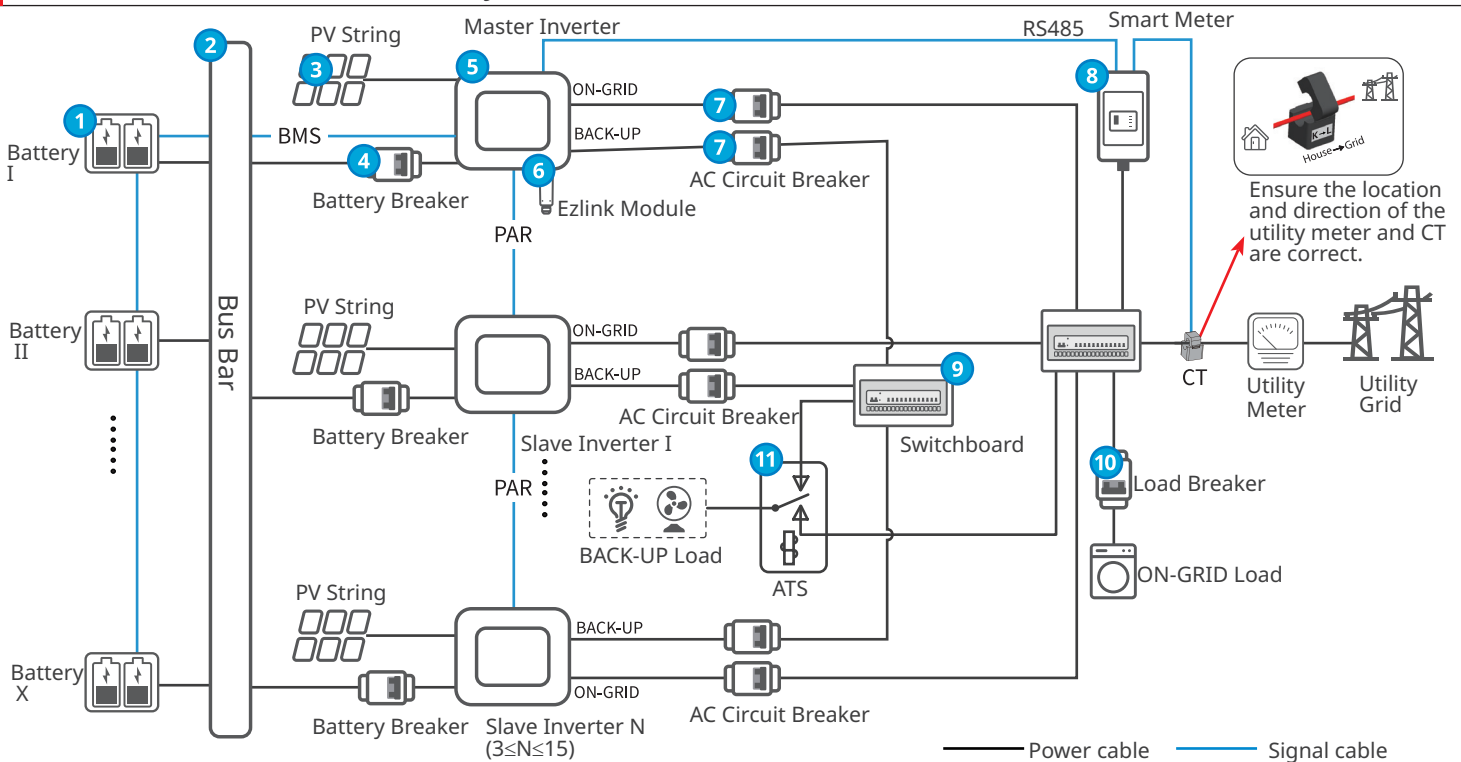 PV String
Master Inverter
RS485
Smart Meter
2
3
5
8
1
ON-GRID
7
BMS
BACK-UP
7
K→L
House→Grid
Battery
I
4
Battery Breaker
6
Ezlink Module
AC Circuit Breaker
Ensure the location
and direction of the
utility meter and CT
are correct.
PAR
Bus Bar
PV String
Battery
II
ON-GRID
BACK-UP
9
CT
Utility
Meter
Utility
Grid
Battery Breaker
AC Circuit Breaker
Slave Inverter I
Switchboard
11
10
Load Breaker
PAR
BACK-UP Load
ATS
ON-GRID Load
PV String
BACK-UP
Battery
X
ON-GRID
Battery Breaker
Slave Inverter N
(3≤N≤15)
AC Circuit Breaker
Power cable
Signal cable